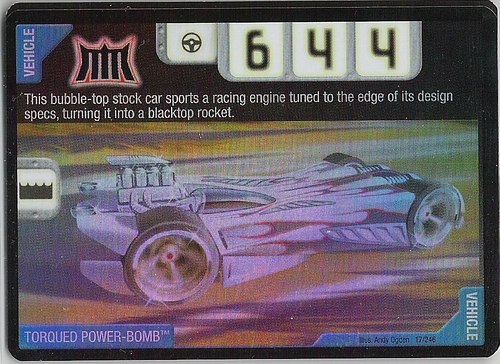 VEHICLE
6 4 4
This bubble-top stock car sports a racing engine tuned to the edge of its design
specs, turning it into a blacktop rocket.
TORQUED POWER-BOMB™
Illus. Andy Ogden 17/246
VEHICLE